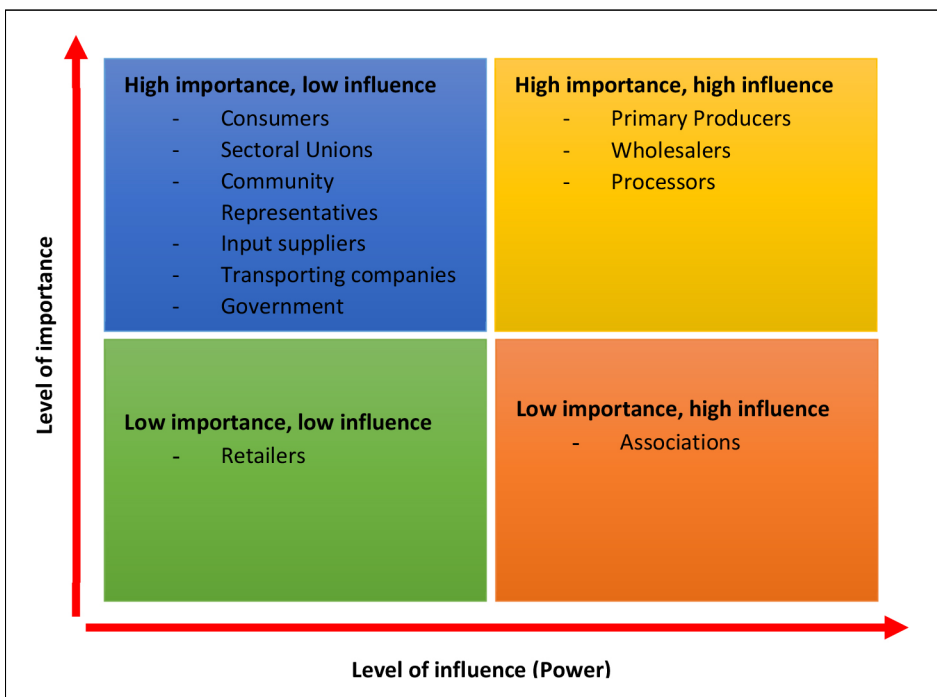 High importance, low influence
- Consumers
- Sectoral Unions
- Community
Representatives
- Input suppliers
- Transporting companies
- Government
High importance, high influence
- Primary Producers
- Wholesalers
- Processors
Low importance, low influence
- Retailers
Low importance, high influence
- Associations
Level of importance
Level of influence (Power)